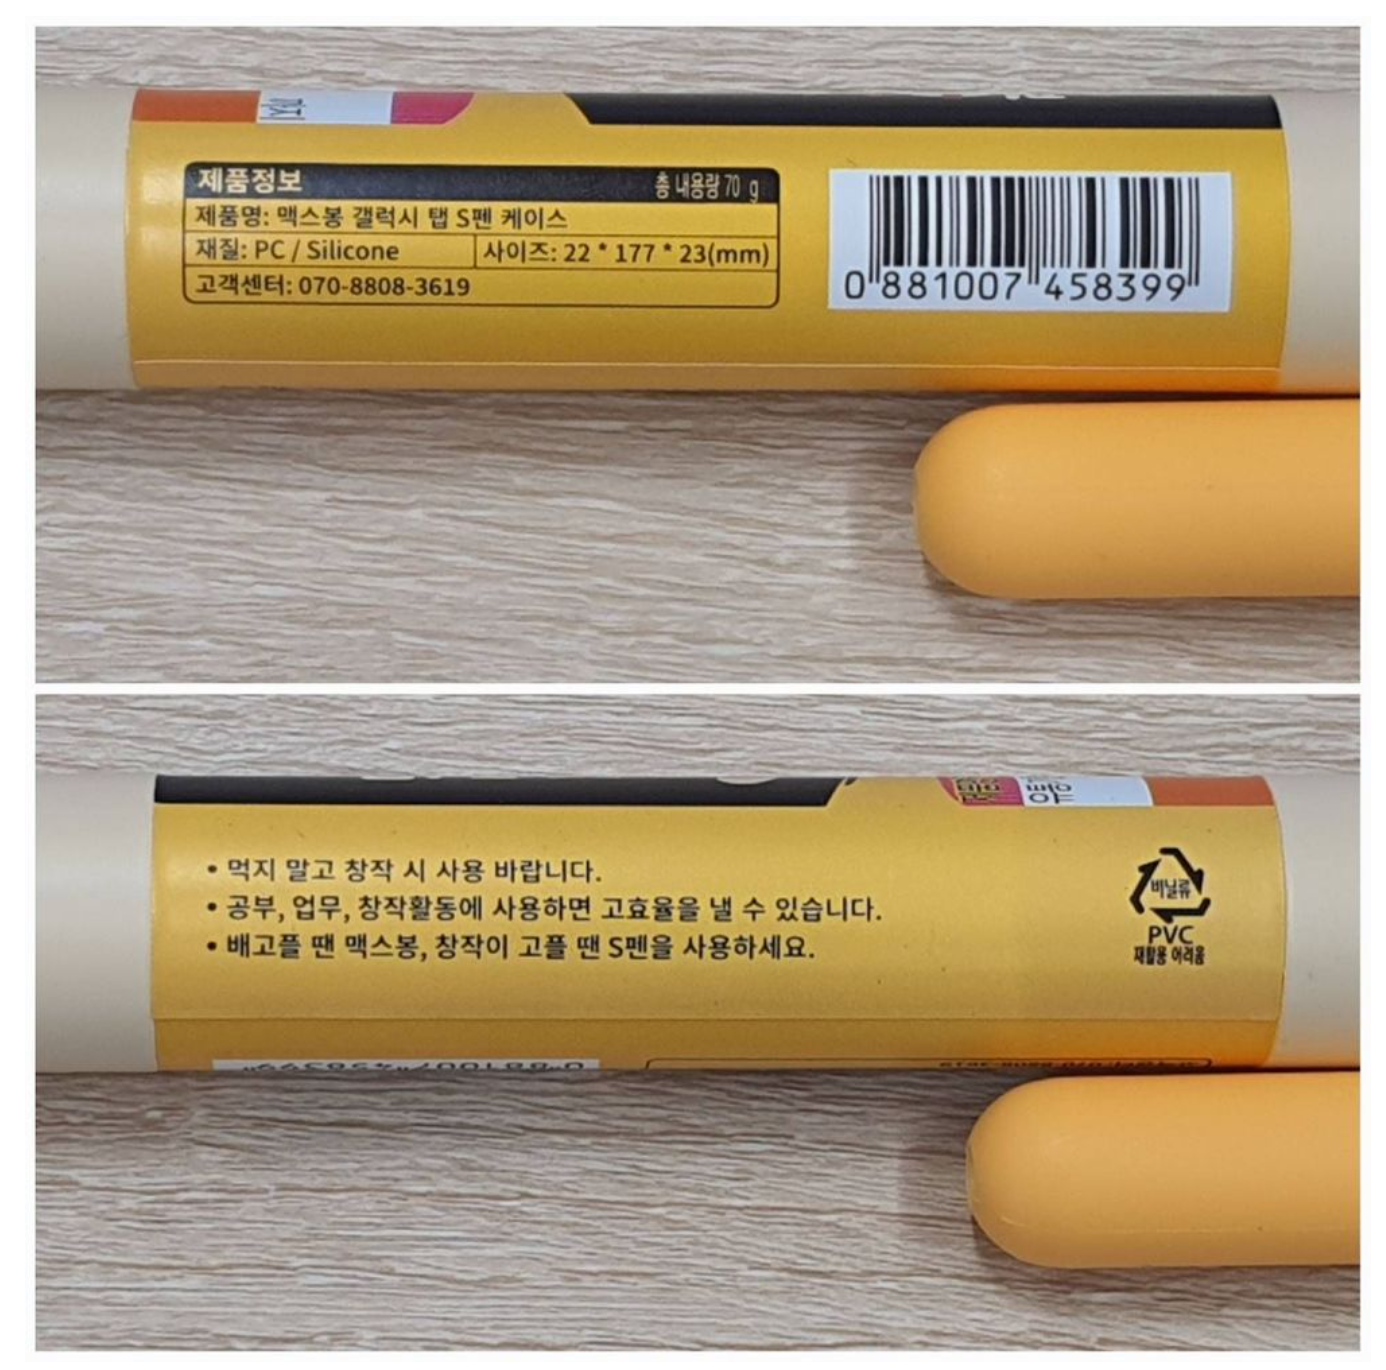 제품정보
총 내용량 70 g
제품명: 맥스봉 갤럭시 탭 S펜 케이스
재질: PC / Silicone
사이즈: 22 * 177 * 23(mm)
고객센터: 070-8808-3619
0 881007 458399
• 먹지 말고 창작 시 사용 바랍니다.
• 공부, 업무, 창작활동에 사용하면 고효율을 낼 수 있습니다.
• 배고플 땐 맥스봉, 창작이 고플 땐 S펜을 사용하세요.
비닐류
PVC
재활용 어려움